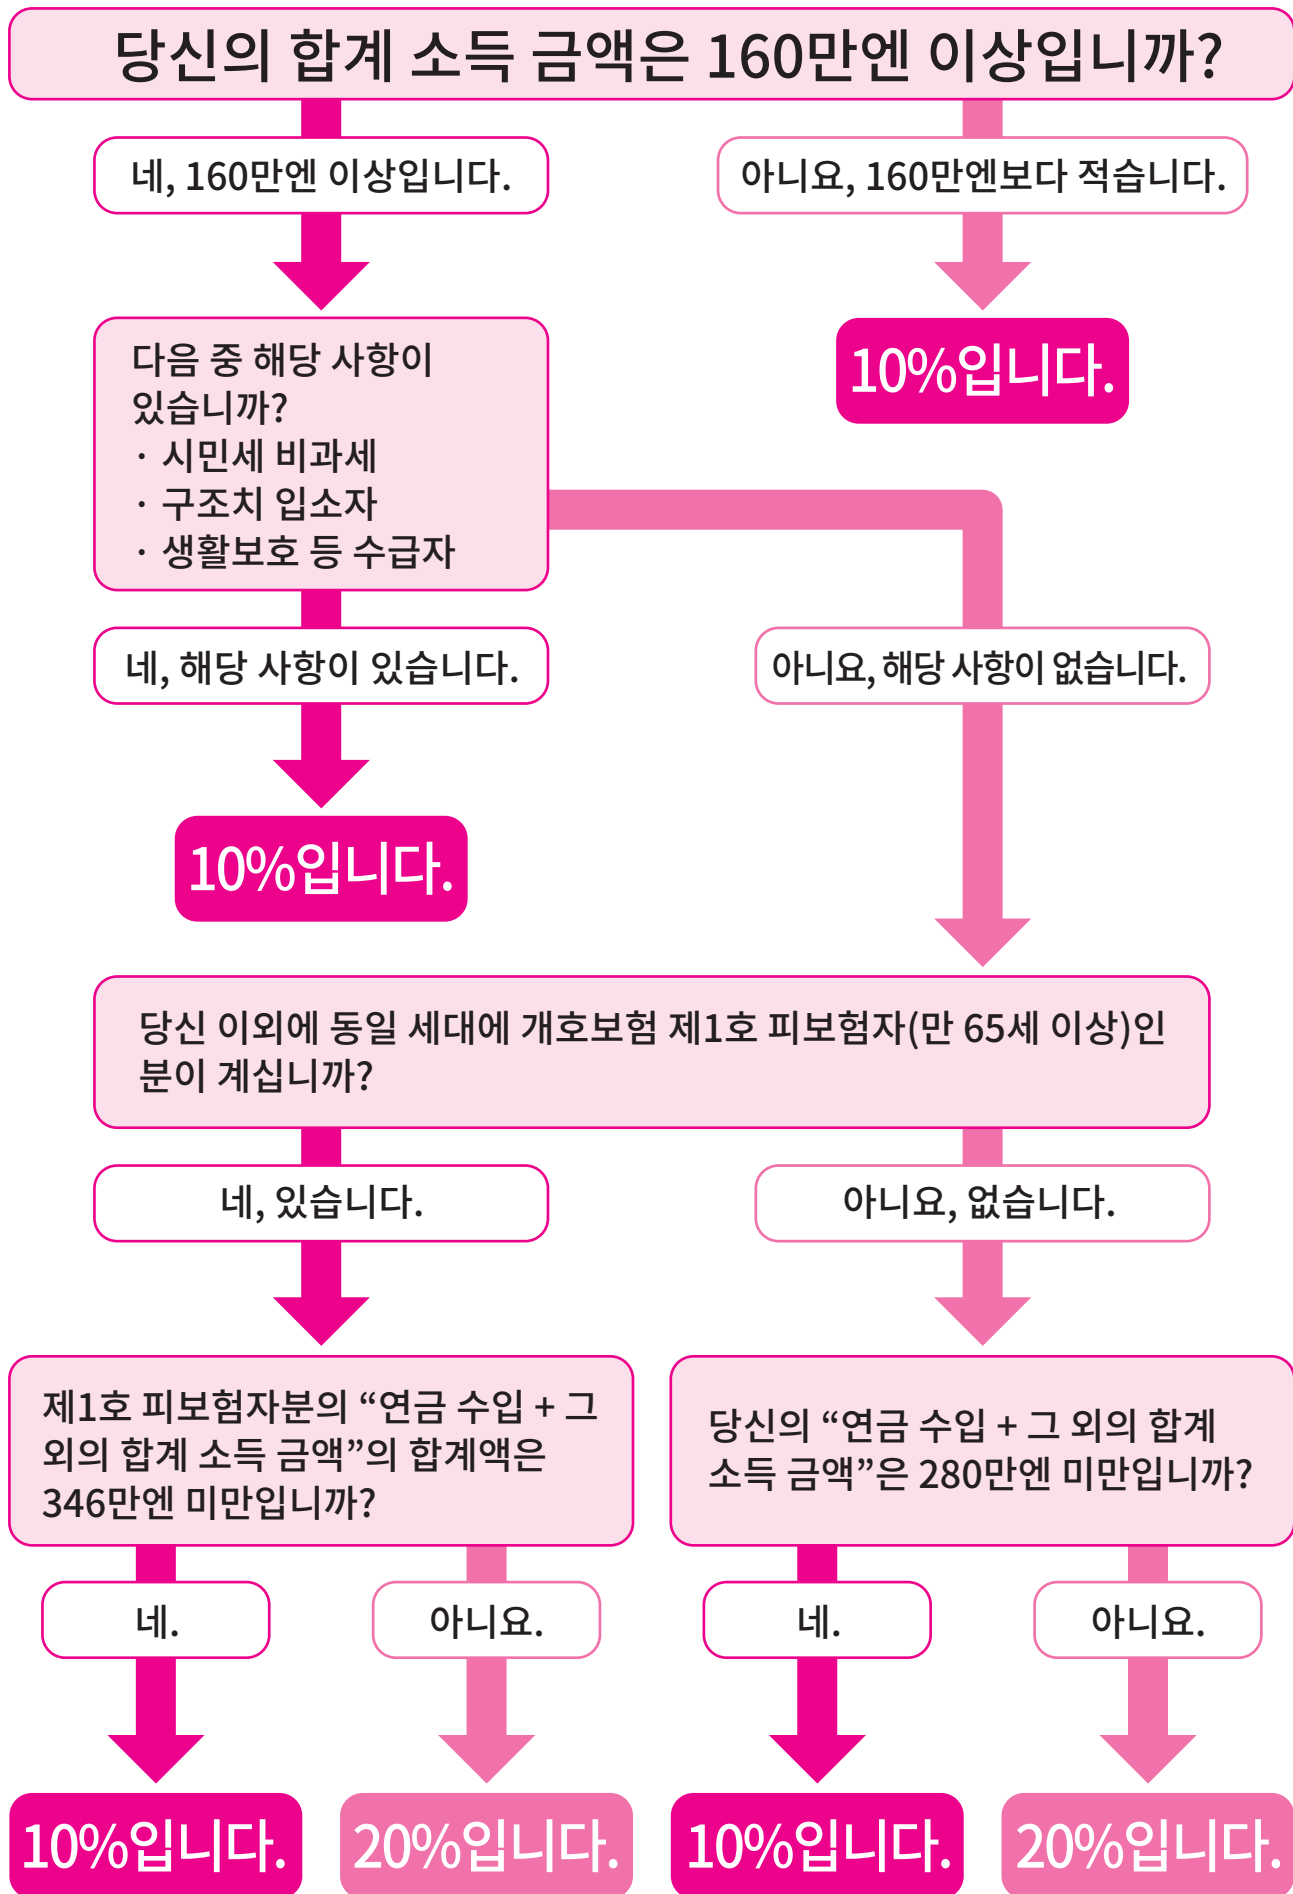 당신의 합계 소득 금액은 160만엔 이상입니까?
네, 160만엔 이상입니다.
아니요, 160만엔보다 적습니다.
다음 중 해당 사항이
있습니까?
· 시민세 비과세
· 구조치 입소자
· 생활보호 등 수급자
10%입니다.
네, 해당 사항이 있습니다.
아니요, 해당 사항이 없습니다.
10%입니다.
당신 이외에 동일 세대에 개호보험 제1호 피보험자(만 65세 이상)인
분이 계십니까?
네, 있습니다.
아니요, 없습니다.
제1호 피보험자분의 “연금 수입 + 그
외의 합계 소득 금액”의 합계액은
346만엔 미만입니까?
당신의 “연금 수입 + 그 외의 합계
소득 금액”은 280만엔 미만입니까?
네.
아니요.
네.
아니요.
10%입니다.
20%입니다.
10%입니다.
20%입니다.